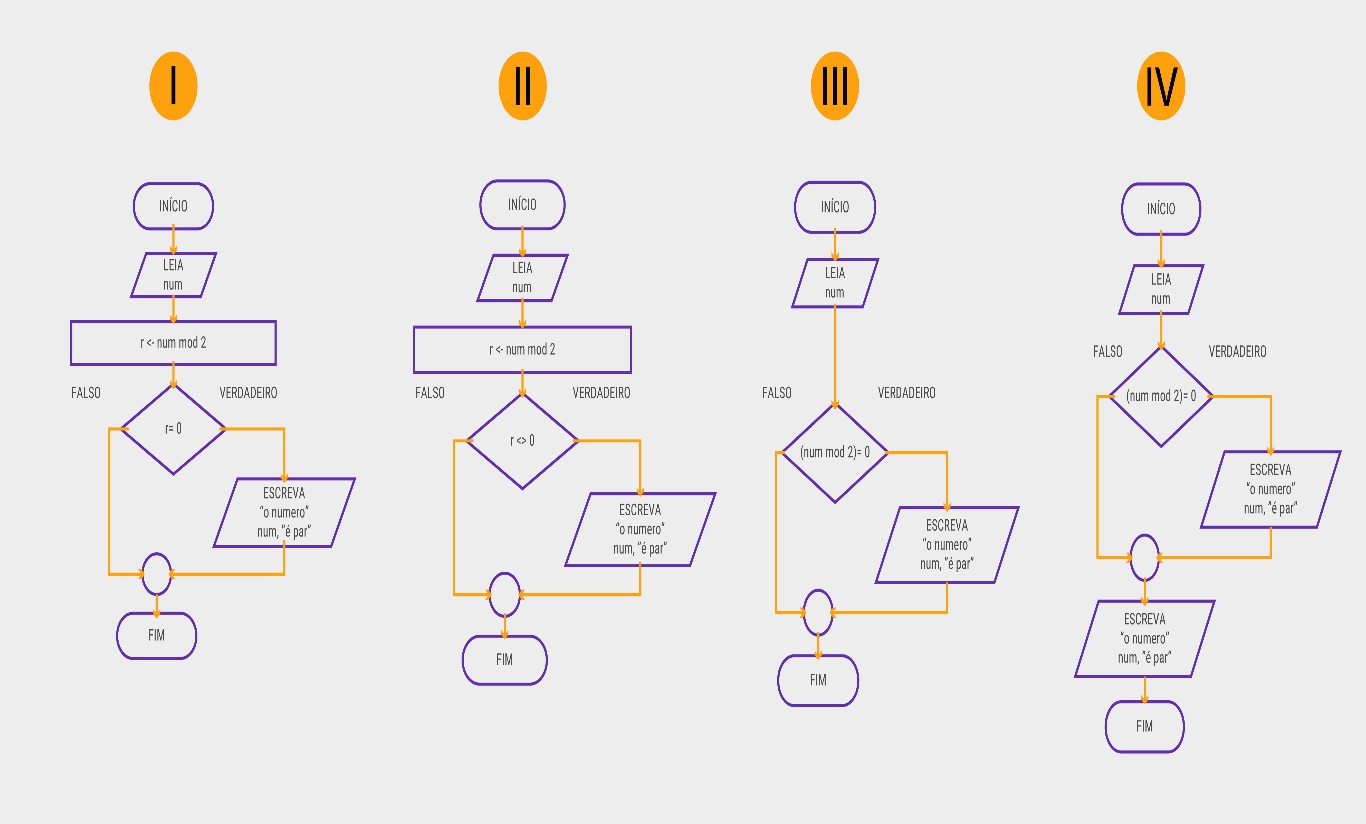 I
INÍCIO
LEIA
num
r <- num mod 2
FALSO
VERDADEIRO
r= 0
ESCREVA
“o numero”
num, “é par”
FIM
II
INÍCIO
LEIA
num
r <- num mod 2
FALSO
VERDADEIRO
r <> 0
ESCREVA
“o numero”
num, “é par”
FIM
III
INÍCIO
LEIA
num
FALSO
VERDADEIRO
(num mod 2)= 0
ESCREVA
“o numero”
num, “é par”
FIM
IV
INÍCIO
LEIA
num
FALSO
VERDADEIRO
(num mod 2)= 0
ESCREVA
“o numero”
num, “é par”
ESCREVA
“o numero”
num, “é par”
FIM